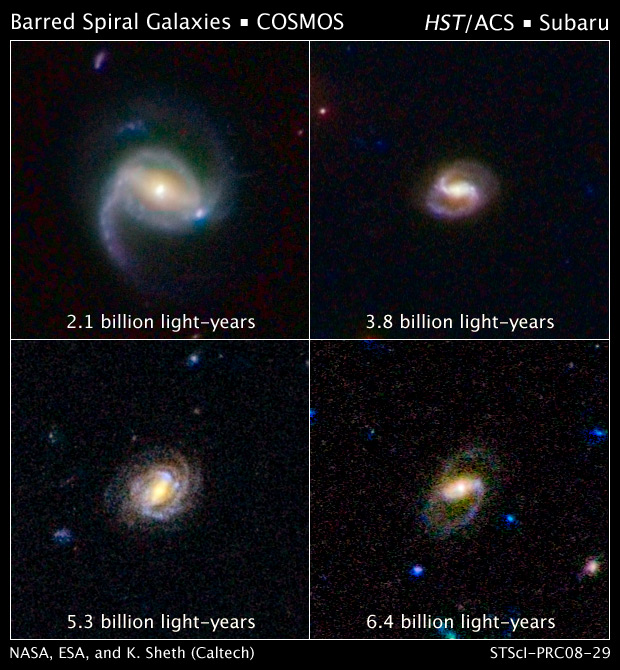 Barred Spiral Galaxies ▪ COSMOS HST/ACS ▪ Subaru
2.1 billion light-years
3.8 billion light-years
5.3 billion light-years
6.4 billion light-years
NASA, ESA, and K. Sheth (Caltech) STScI-PRC08-29